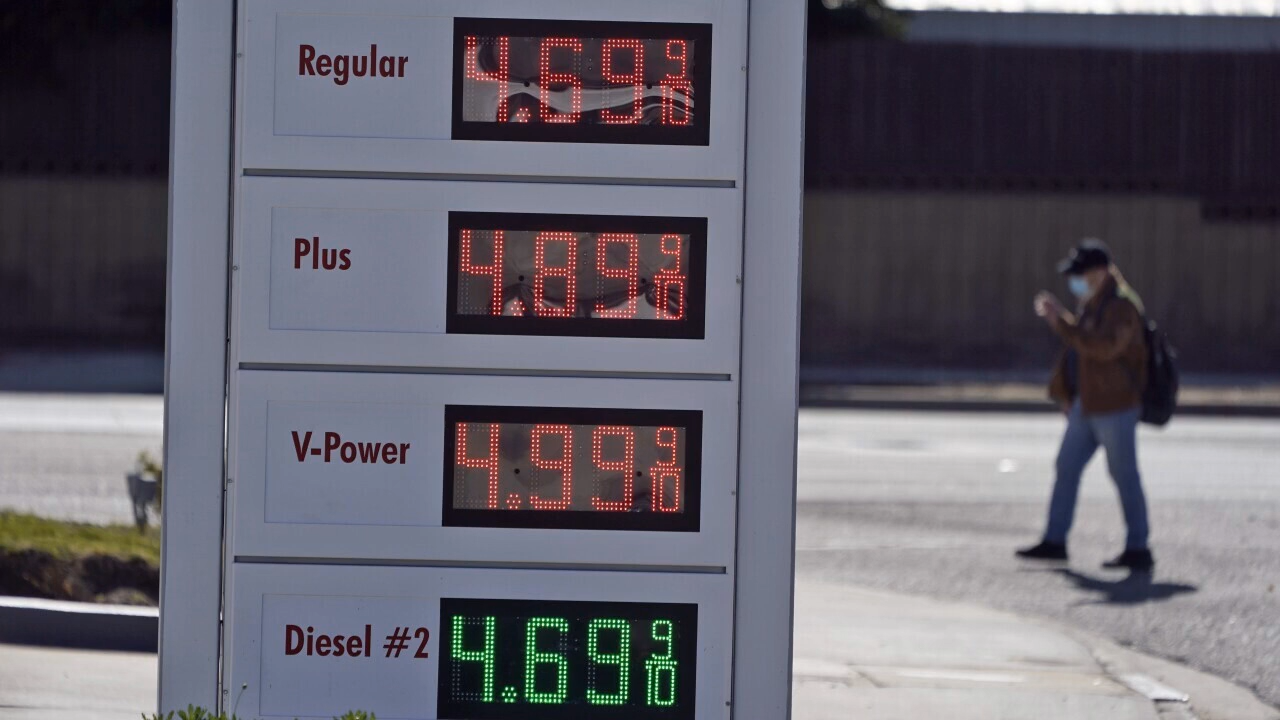 Regular 4.69 9/10
Plus 4.89 9/10
V-Power 4.99 9/10
Diesel #2 4.69 9/10